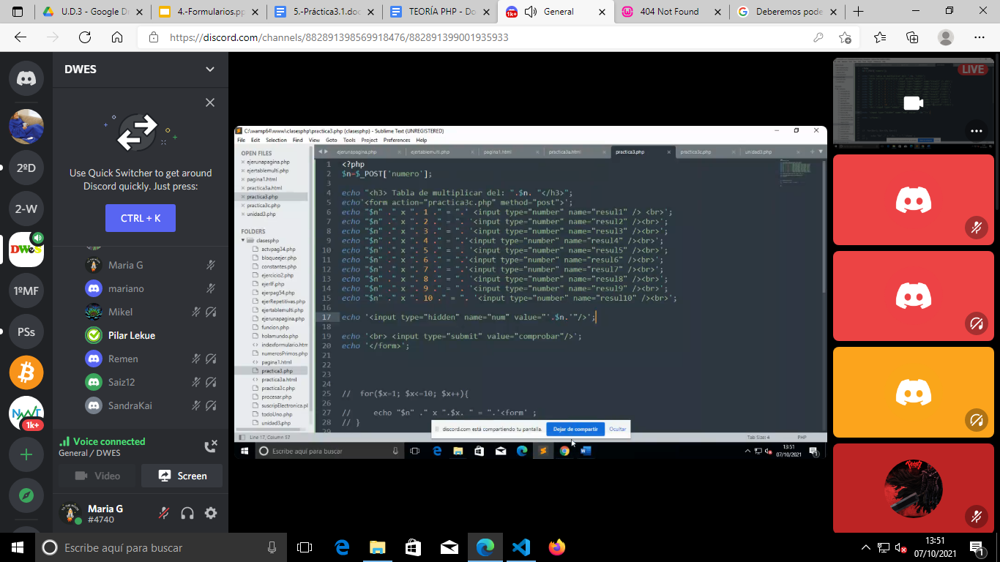 U.D.3 - Google Dr
4.-Formularios.pp
5.-Práctica3.1.doc
TEORÍA PHP - Do
1k+
General
404 Not Found
Deberemos pode
https://discord.com/channels/882891398569918476/882891399001935933
DWES
Use Quick Switcher to get around
Discord quickly. Just press:
CTRL + K
2ºD
2-W
DWeS
1ºMF
PSs
1k+
Maria G
mariano
Mikel
Pilar Lekue
Remen
Saiz12
SandraKai
Voice connected
General / DWES
Video
Screen
Maria G
#4740
C:\wamp64\www\clasesphp\practica3.php (clasesphp) - Sublime Text (UNREGISTERED)
File Edit Selection Find View Goto Tools Project Preferences Help
OPEN FILES
ejerunapagina.php
ejertablemulti.php
pagina1.html
practica3a.html
practica3.php
practica3c.php
unidad3.php
FOLDERS
clasesphp
actvpag34.php
bloquejer.php
constantes.php
ejercicio2.php
ejerIF.php
ejerpag54.php
ejerRepetitivas.php
ejertablemulti.php
ejerunapagina.php
funcion.php
holamundo.php
indexformulario.htm
numerosPrimos.php
pagina1.html
practica3.php
practica3a.html
practica3c.php
procesar.php
suscripElectronica.pl
todoUno.php
unidad3.php
ejerunapagina.php ejertablemulti.php pagina1.html practica3a.html practica3.php practica3c.php unidad3.php
1 <?php
2 $n=$_POST['numero'];
3
4 echo "<h3> Tabla de multiplicar del: ".$n. "</h3>";
5 echo'<form action="practica3c.php" method="post">';
6 echo "$n" ." x ". 1 ." = ".' <input type="number" name="resul1" /> <br>';
7 echo "$n" ." x ". 2 ." = ". '<input type="number" name="resul2" /><br>';
8 echo "$n" ." x ". 3 ." = ". '<input type="number" name="resul3" /><br>';
9 echo "$n" ." x ". 4 ." = ".'<input type="number" name="resul4" /><br>';
10 echo "$n" ." x ". 5 ." = ". '<input type="number" name="resul5" /><br>';
11 echo "$n" ." x ". 6 ." = ".'<input type="number" name="resul6" /><br>';
12 echo "$n" ." x ". 7 ." = ". '<input type="number" name="resul7" /><br>';
13 echo "$n" ." x ". 8 ." = ". '<input type="number" name="resul8" /><br>';
14 echo "$n" ." x ". 9 ." = ". '<input type="number" name="resul9" /><br>';
15 echo "$n" ." x ". 10 ." = ". '<input type="number" name="resul10" /><br>';
16
17 echo '<input type="hidden" name="num" value="'.$n.'"/>';
18
19 echo '<br> <input type="submit" value="comprobar"/>';
20 echo '</form>';
21
22
23
24
25 // for($x=1; $x<=10; $x++){
26
27 // echo "$n" ." x ".$x. " = ".'<form' ;
28 // }
29
discord.com está compartiendo tu pantalla.
Dejar de compartir
Ocultar
Line 17, Column 57
Tab Size: 4
PHP
Escribe aquí para buscar
13:51
07/10/2021
LIVE
Escribe aquí para buscar
13:51
07/10/2021
1